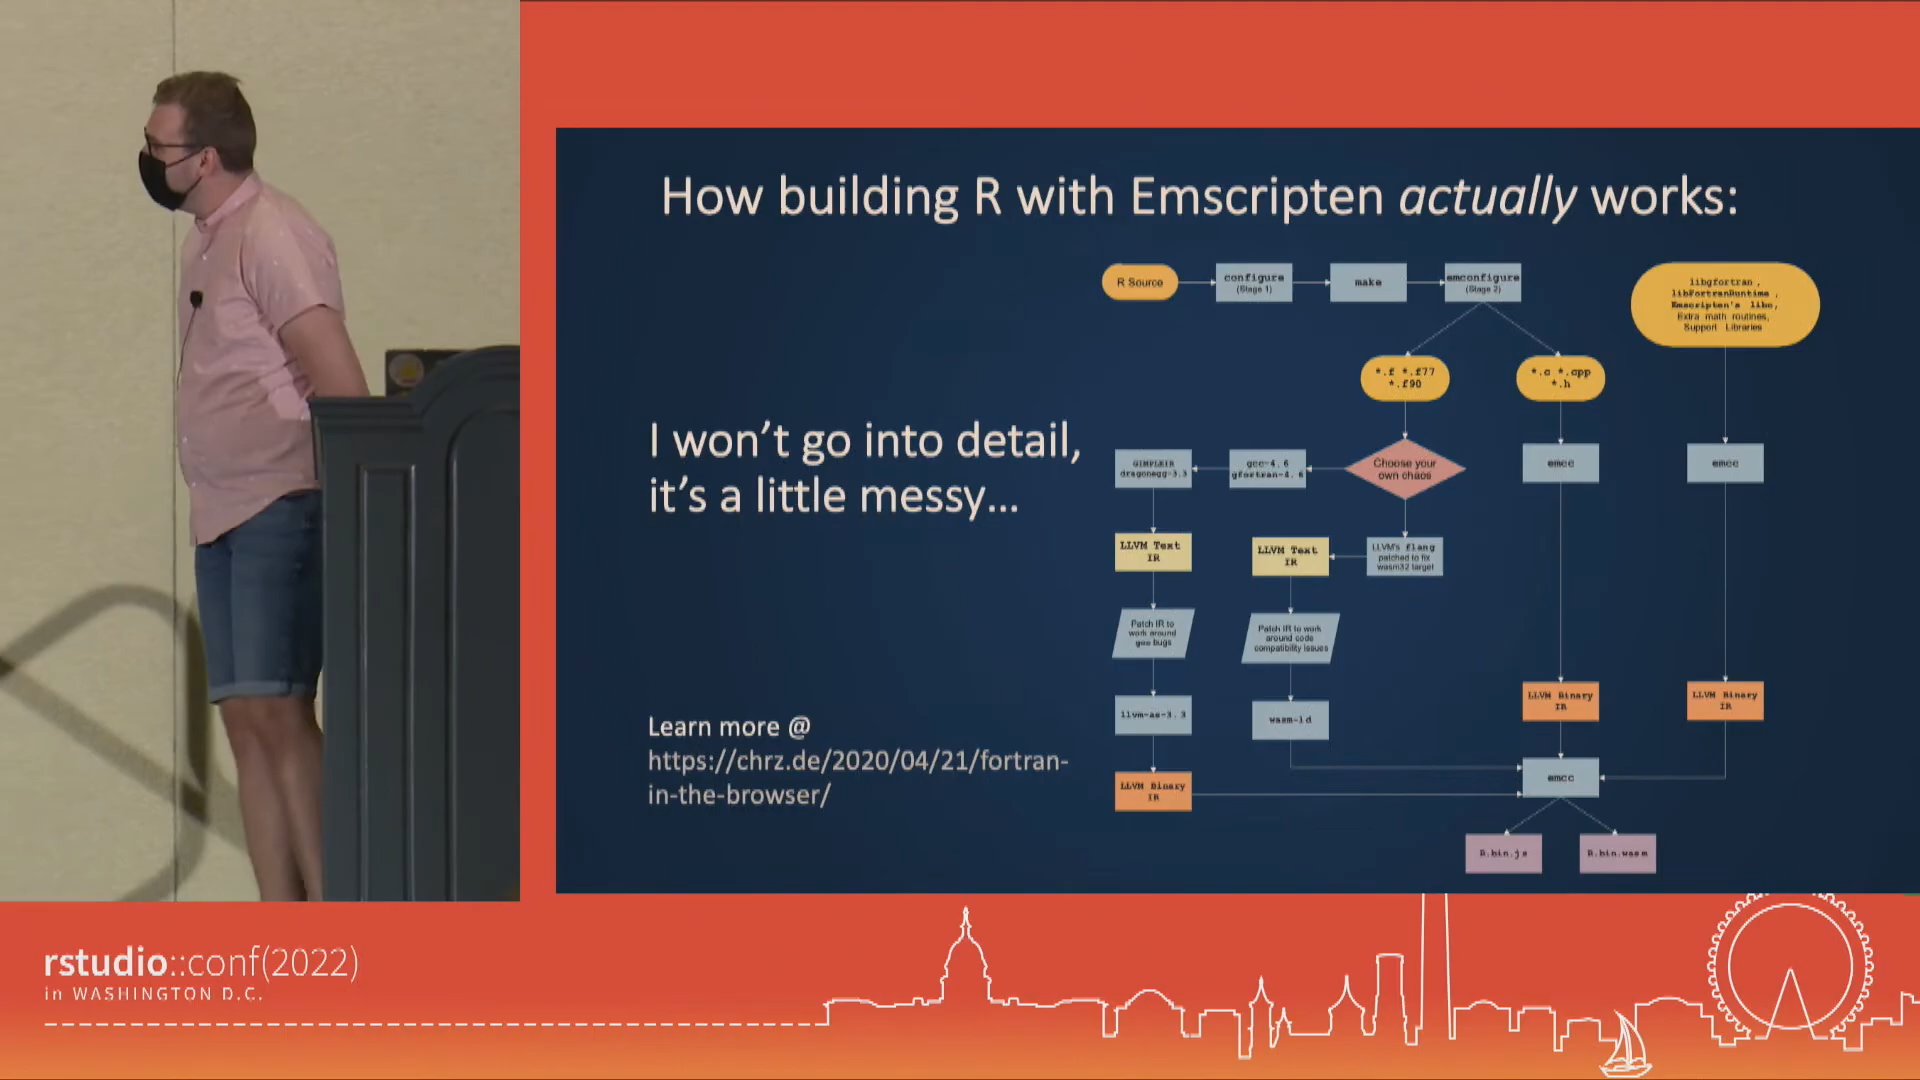 How building R with Emscripten actually works:
R Source
configure
(Stage 1)
make
emconfigure
(Stage 2)
libgfortran,
libFortranRuntime,
Emscripten's libc,
Extra math routines,
Support Libraries
*.f *.f77
*.f90
*.c *.cpp
*.h
I won't go into detail,
it's a little messy...
GIMPLEIR
dragonegg-3.3
gcc-4.6
gfortran-4.6
Choose your
own chaos
emcc
emcc
LLVM Text
IR
LLVM Text
IR
LLVM's flang
patched to fix
wasm32 target
Patch IR to
work around
gcc bugs
Patch IR to work
around code
compatibility issues
llvm-as-3.3
wasm-ld
LLVM Binary
IR
LLVM Binary
IR
LLVM Binary
IR
emcc
R.bin.js
R.bin.wasm
Learn more @
https://chrz.de/2020/04/21/fortran-
in-the-browser/
rstudio::conf(2022)
in WASHINGTON D.C.